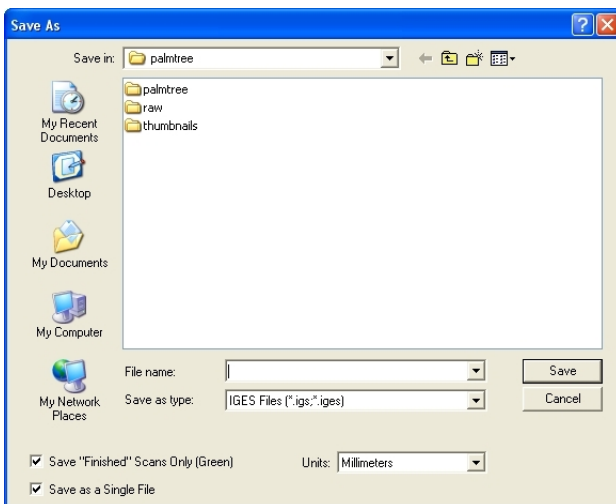 Save As
Save in: palmtree
palmtree
raw
thumbnails
My Recent
Documents
Desktop
My Documents
My Computer
My Network
Places
File name:
Save
Save as type: IGES Files (*.igs;*.iges)
Cancel
Save "Finished" Scans Only (Green)
Units: Millimeters
Save as a Single File